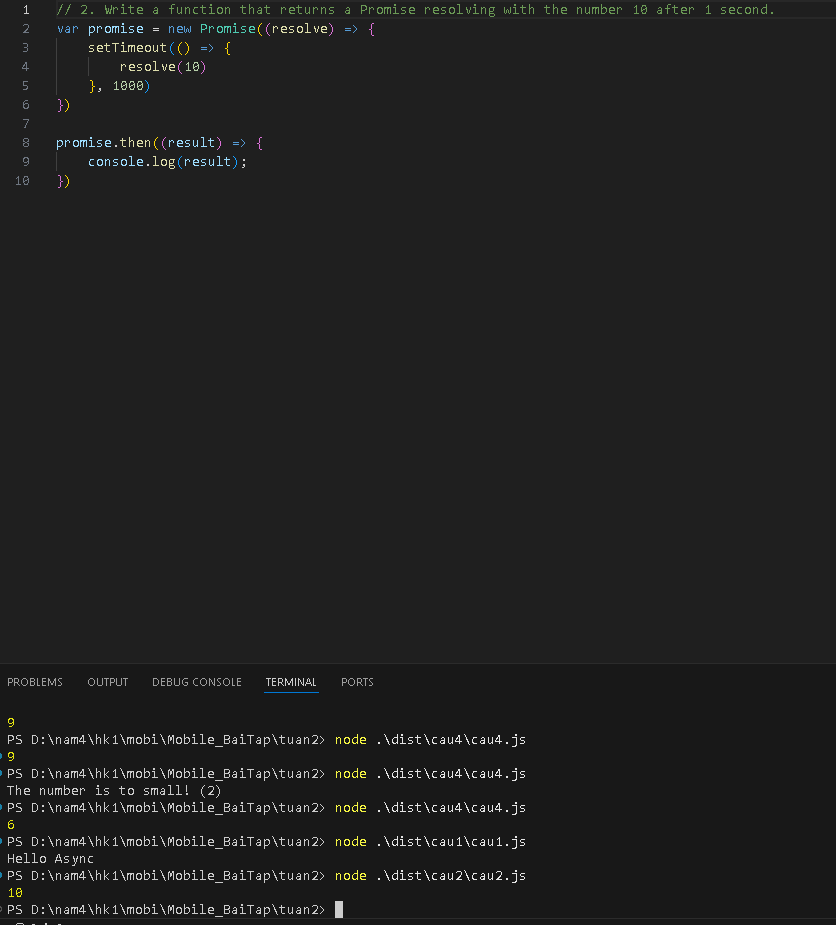 1 // 2. Write a function that returns a Promise resolving with the number 10 after 1 second.
2 var promise = new Promise((resolve) => {
3     setTimeout(() => {
4         resolve(10)
5     }, 1000)
6 })
7
8 promise.then((result) => {
9     console.log(result);
10 })
PROBLEMS OUTPUT DEBUG CONSOLE TERMINAL PORTS
9
PS D:\nam4\hk1\mobi\Mobile_BaiTap\tuan2> node .\dist\cau4\cau4.js
9
PS D:\nam4\hk1\mobi\Mobile_BaiTap\tuan2> node .\dist\cau4\cau4.js
The number is to small! (2)
PS D:\nam4\hk1\mobi\Mobile_BaiTap\tuan2> node .\dist\cau4\cau4.js
6
PS D:\nam4\hk1\mobi\Mobile_BaiTap\tuan2> node .\dist\cau1\cau1.js
Hello Async
PS D:\nam4\hk1\mobi\Mobile_BaiTap\tuan2> node .\dist\cau2\cau2.js
10
PS D:\nam4\hk1\mobi\Mobile_BaiTap\tuan2>